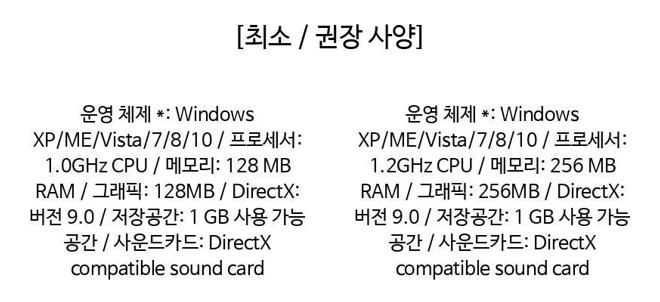 [최소 / 권장 사양]
운영 체제 *: Windows
XP/ME/Vista/7/8/10 / 프로세서:
1.0GHz CPU / 메모리: 128 MB
RAM / 그래픽: 128MB / DirectX:
버전 9.0 / 저장공간: 1 GB 사용 가능
공간 / 사운드카드: DirectX
compatible sound card
운영 체제 *: Windows
XP/ME/Vista/7/8/10 / 프로세서:
1.2GHz CPU / 메모리: 256 MB
RAM / 그래픽: 256MB / DirectX:
버전 9.0 / 저장공간: 1 GB 사용 가능
공간 / 사운드카드: DirectX
compatible sound card